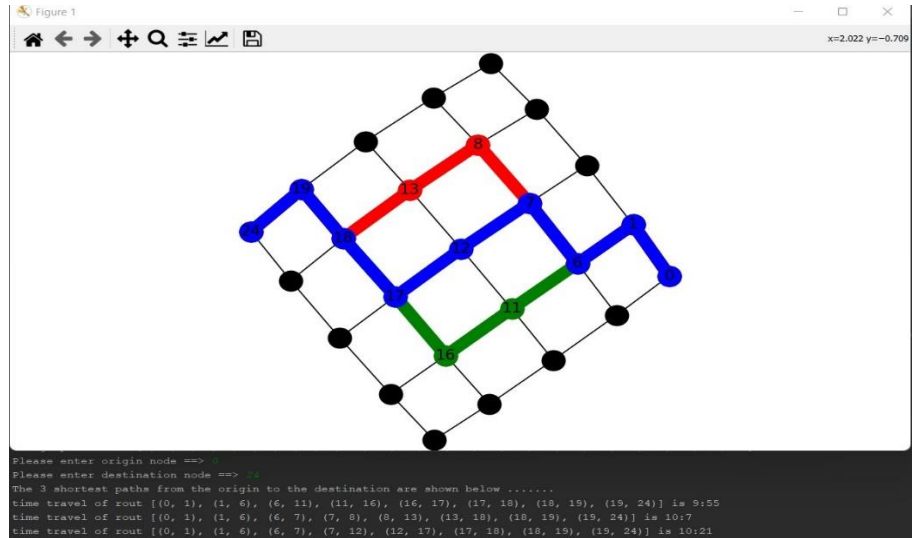 Figure 1
x=2.022 y=−0.709
8
19
13
7
24
18
1
12
6
0
17
11
16
Please enter origin node ==> 0
Please enter destination node ==> 24
The 3 shortest paths from the origin to the destination are shown below .......
time travel of rout [(0, 1), (1, 6), (6, 11), (11, 16), (16, 17), (17, 18), (18, 19), (19, 24)] is 9:55
time travel of rout [(0, 1), (1, 6), (6, 7), (7, 8), (8, 13), (13, 18), (18, 19), (19, 24)] is 10:7
time travel of rout [(0, 1), (1, 6), (6, 7), (7, 12), (12, 17), (17, 18), (18, 19), (19, 24)] is 10:21